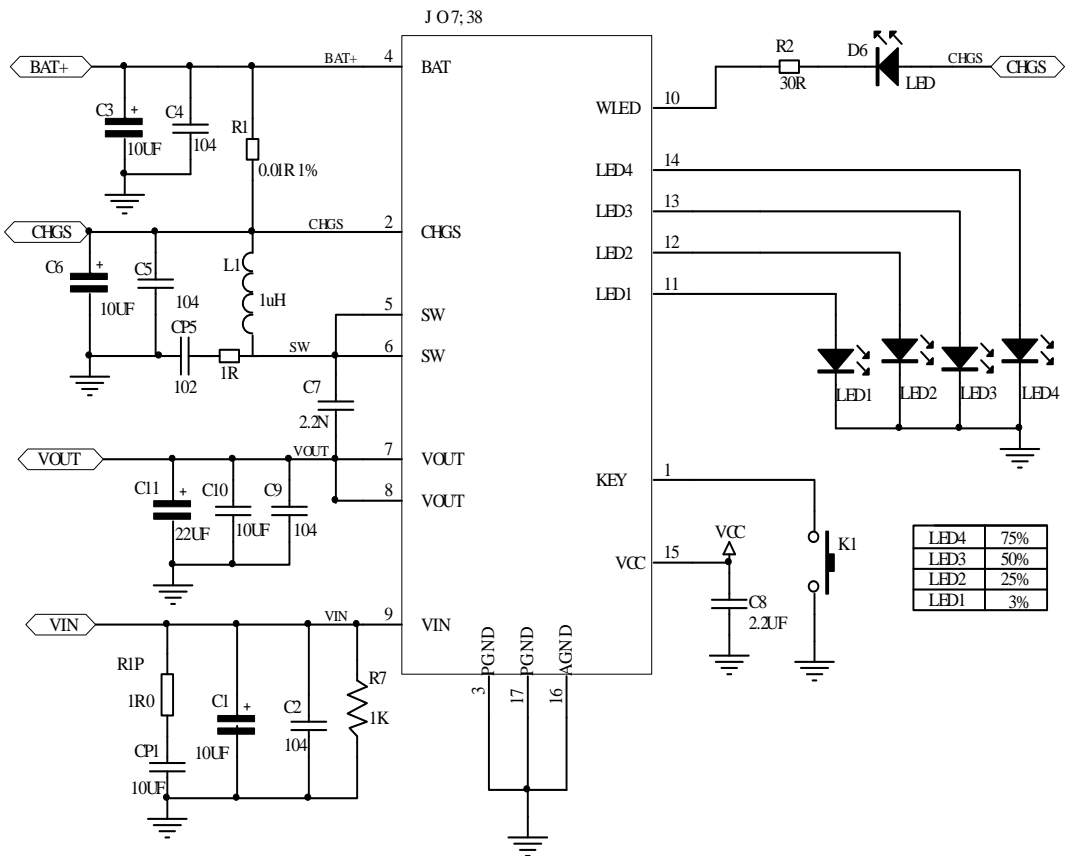 J O7; 38
BAT+
BAT+
4
BAT
C3
+
10UF
C4
104
R1
0.01R 1%
CHGS
CHGS
2
CHGS
C6
+
10UF
C5
104
L1
1uH
CP5
102
1R
SW
5
SW
6
SW
C7
2.2N
VOUT
VOUT
7
VOUT
8
VOUT
C11
+
22UF
C10
10UF
C9
104
VIN
VIN
9
VIN
R1P
1R0
CP1
10UF
C1
+
10UF
C2
104
R7
1K
PGND
PGND
AGND
3
17
16
WLED
10
R2
30R
D6
LED
CHGS
CHGS
LED4
14
LED3
13
LED2
12
LED1
11
LED1
LED2
LED3
LED4
KEY
1
K1
VCC
15
VCC
C8
2.2UF
LED4 75%
LED3 50%
LED2 25%
LED1 3%